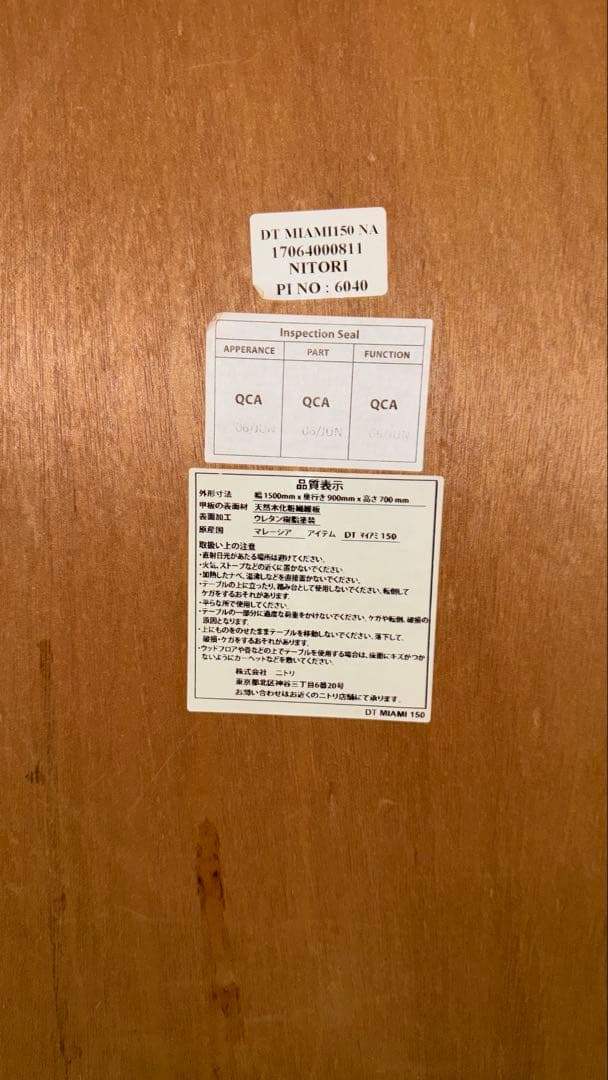 DT MIAMI150 NA
17064000811
NITORI
PI NO : 6040
Inspection Seal
APPERANCE PART FUNCTION
QCA QCA QCA
06/JUN 06/JUN 06/JUN
品質表示
外形寸法 幅1500mm x 奥行き900mm x 高さ700mm
甲板の表面材 天然木化粧繊維板
表面加工 ウレタン樹脂塗装
原産国 マレーシア アイテム DT マイアミ 150
取扱い上の注意
・直射日光があたる場所は避けてください。
・火気、ストーブなどの近くに置かないでください。
・加熱したナベ、湯沸しなどを直接置かないでください。
・テーブルの上に立ったり、踏み台として使用しないでください。転倒して
ケガをするおそれがあります。
・平らな所で使用してください。
・テーブルの一部分に過度な荷重をかけないでください。ケガや転倒、破損の
原因となります。
・上にものをのせたままテーブルを移動しないでください。落下して、
破損・ケガをするおそれがあります。
・ウッドフロアや畳などの上でテーブルを使用する場合は、床面にキズがつか
ないようにカーペットなどを敷いてください。
株式会社 ニトリ
東京都北区神谷三丁目6番20号
お問い合わせはお近くのニトリ店舗にて承ります。
DT MIAMI 150